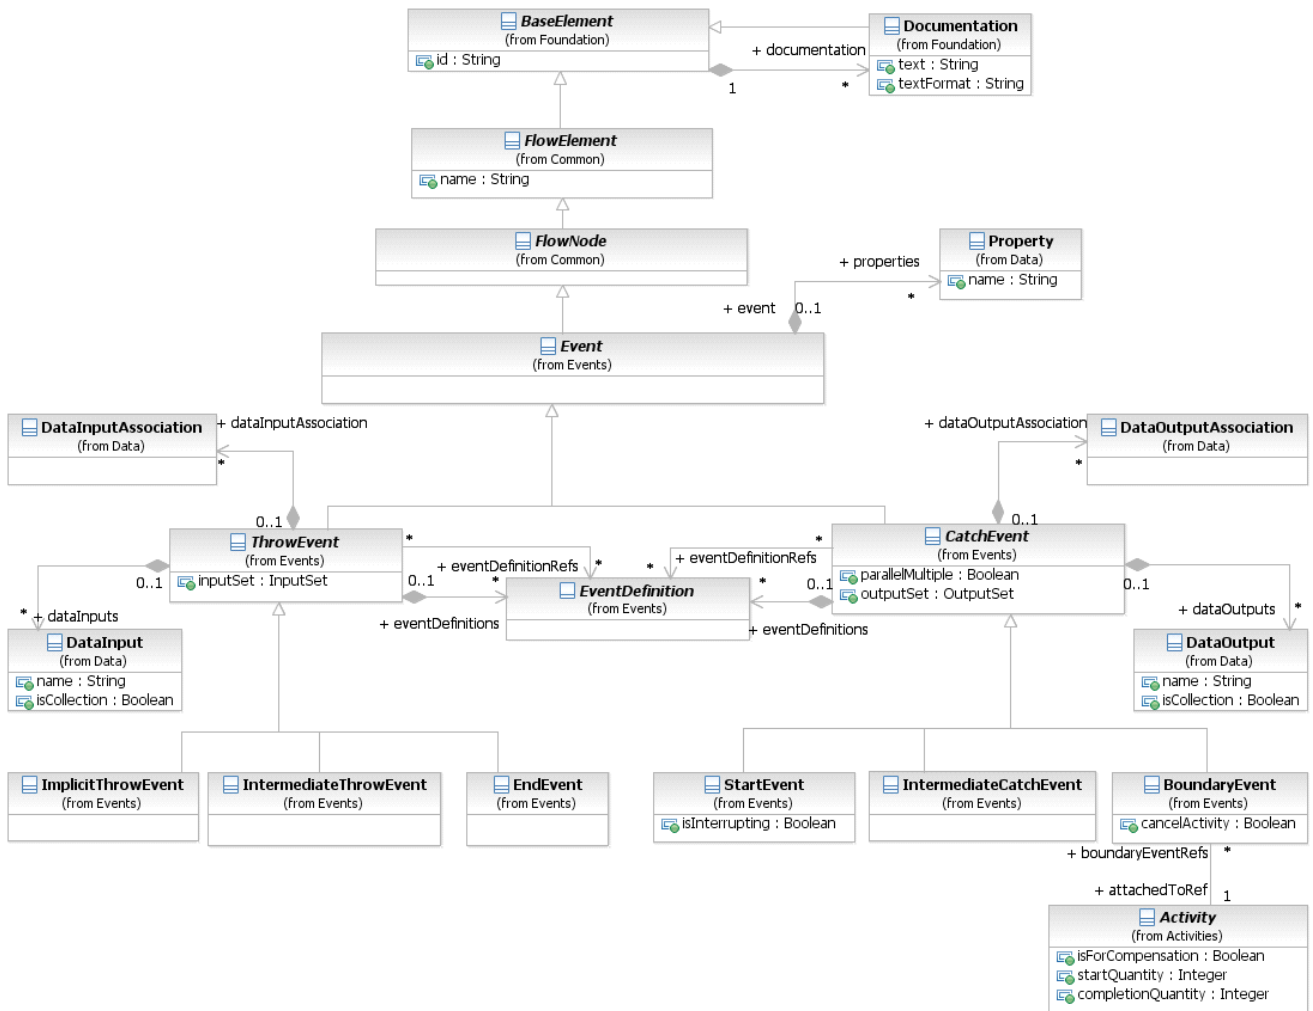 BaseElement
(from Foundation)
id : String
Documentation
(from Foundation)
text : String
textFormat : String
+ documentation
1
*
FlowElement
(from Common)
name : String
FlowNode
(from Common)
Property
(from Data)
name : String
+ properties
*
+ event
0..1
Event
(from Events)
DataInputAssociation
(from Data)
+ dataInputAssociation
*
+ dataOutputAssociation
*
DataOutputAssociation
(from Data)
0..1
0..1
ThrowEvent
(from Events)
inputSet : InputSet
*
+ eventDefinitionRefs
*
0..1
*
+ eventDefinitions
EventDefinition
(from Events)
*
+ eventDefinitionRefs
*
*
0..1
+ eventDefinitions
CatchEvent
(from Events)
parallelMultiple : Boolean
outputSet : OutputSet
0..1
* + dataInputs
DataInput
(from Data)
name : String
isCollection : Boolean
0..1
+ dataOutputs
*
DataOutput
(from Data)
name : String
isCollection : Boolean
ImplicitThrowEvent
(from Events)
IntermediateThrowEvent
(from Events)
EndEvent
(from Events)
StartEvent
(from Events)
isInterrupting : Boolean
IntermediateCatchEvent
(from Events)
BoundaryEvent
(from Events)
cancelActivity : Boolean
+ boundaryEventRefs
*
+ attachedToRef
1
Activity
(from Activities)
isForCompensation : Boolean
startQuantity : Integer
completionQuantity : Integer